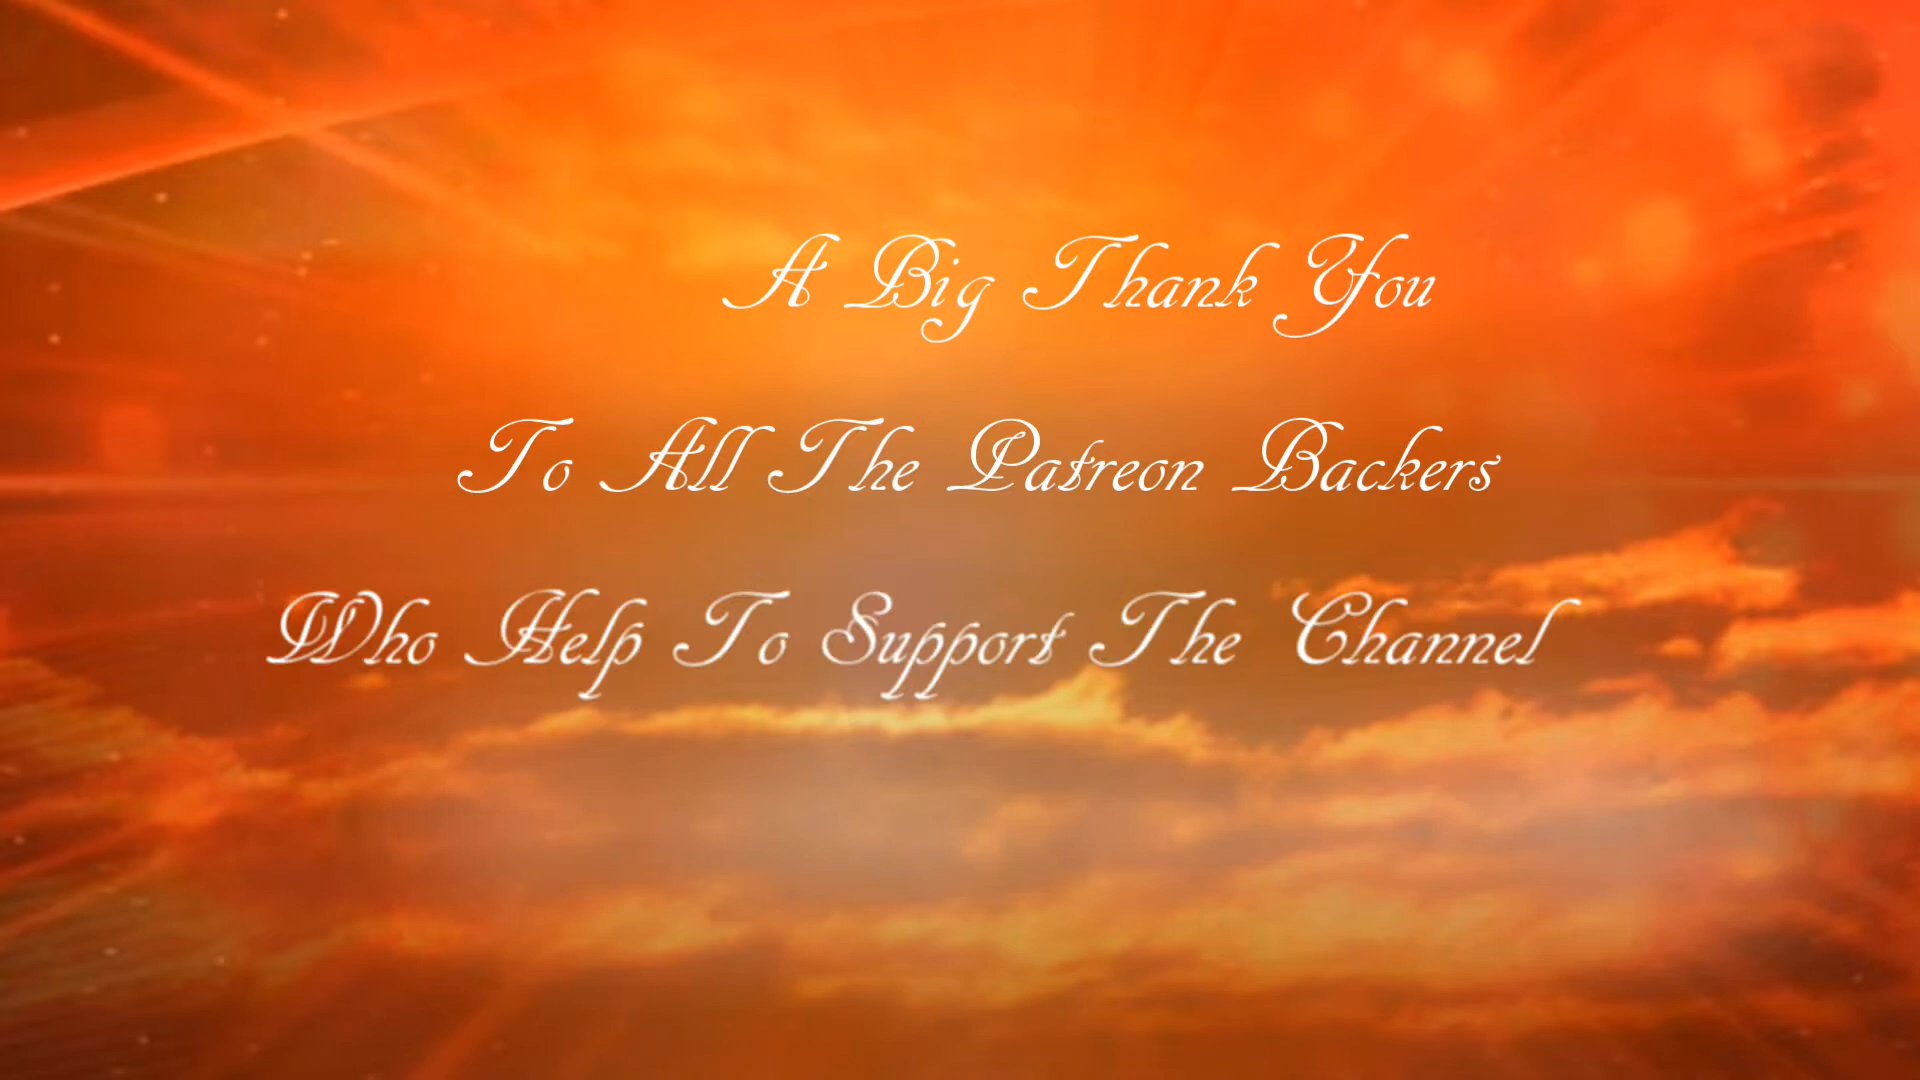 A Big Thank You
To All The Patreon Backers
Who Help To Support The Channel